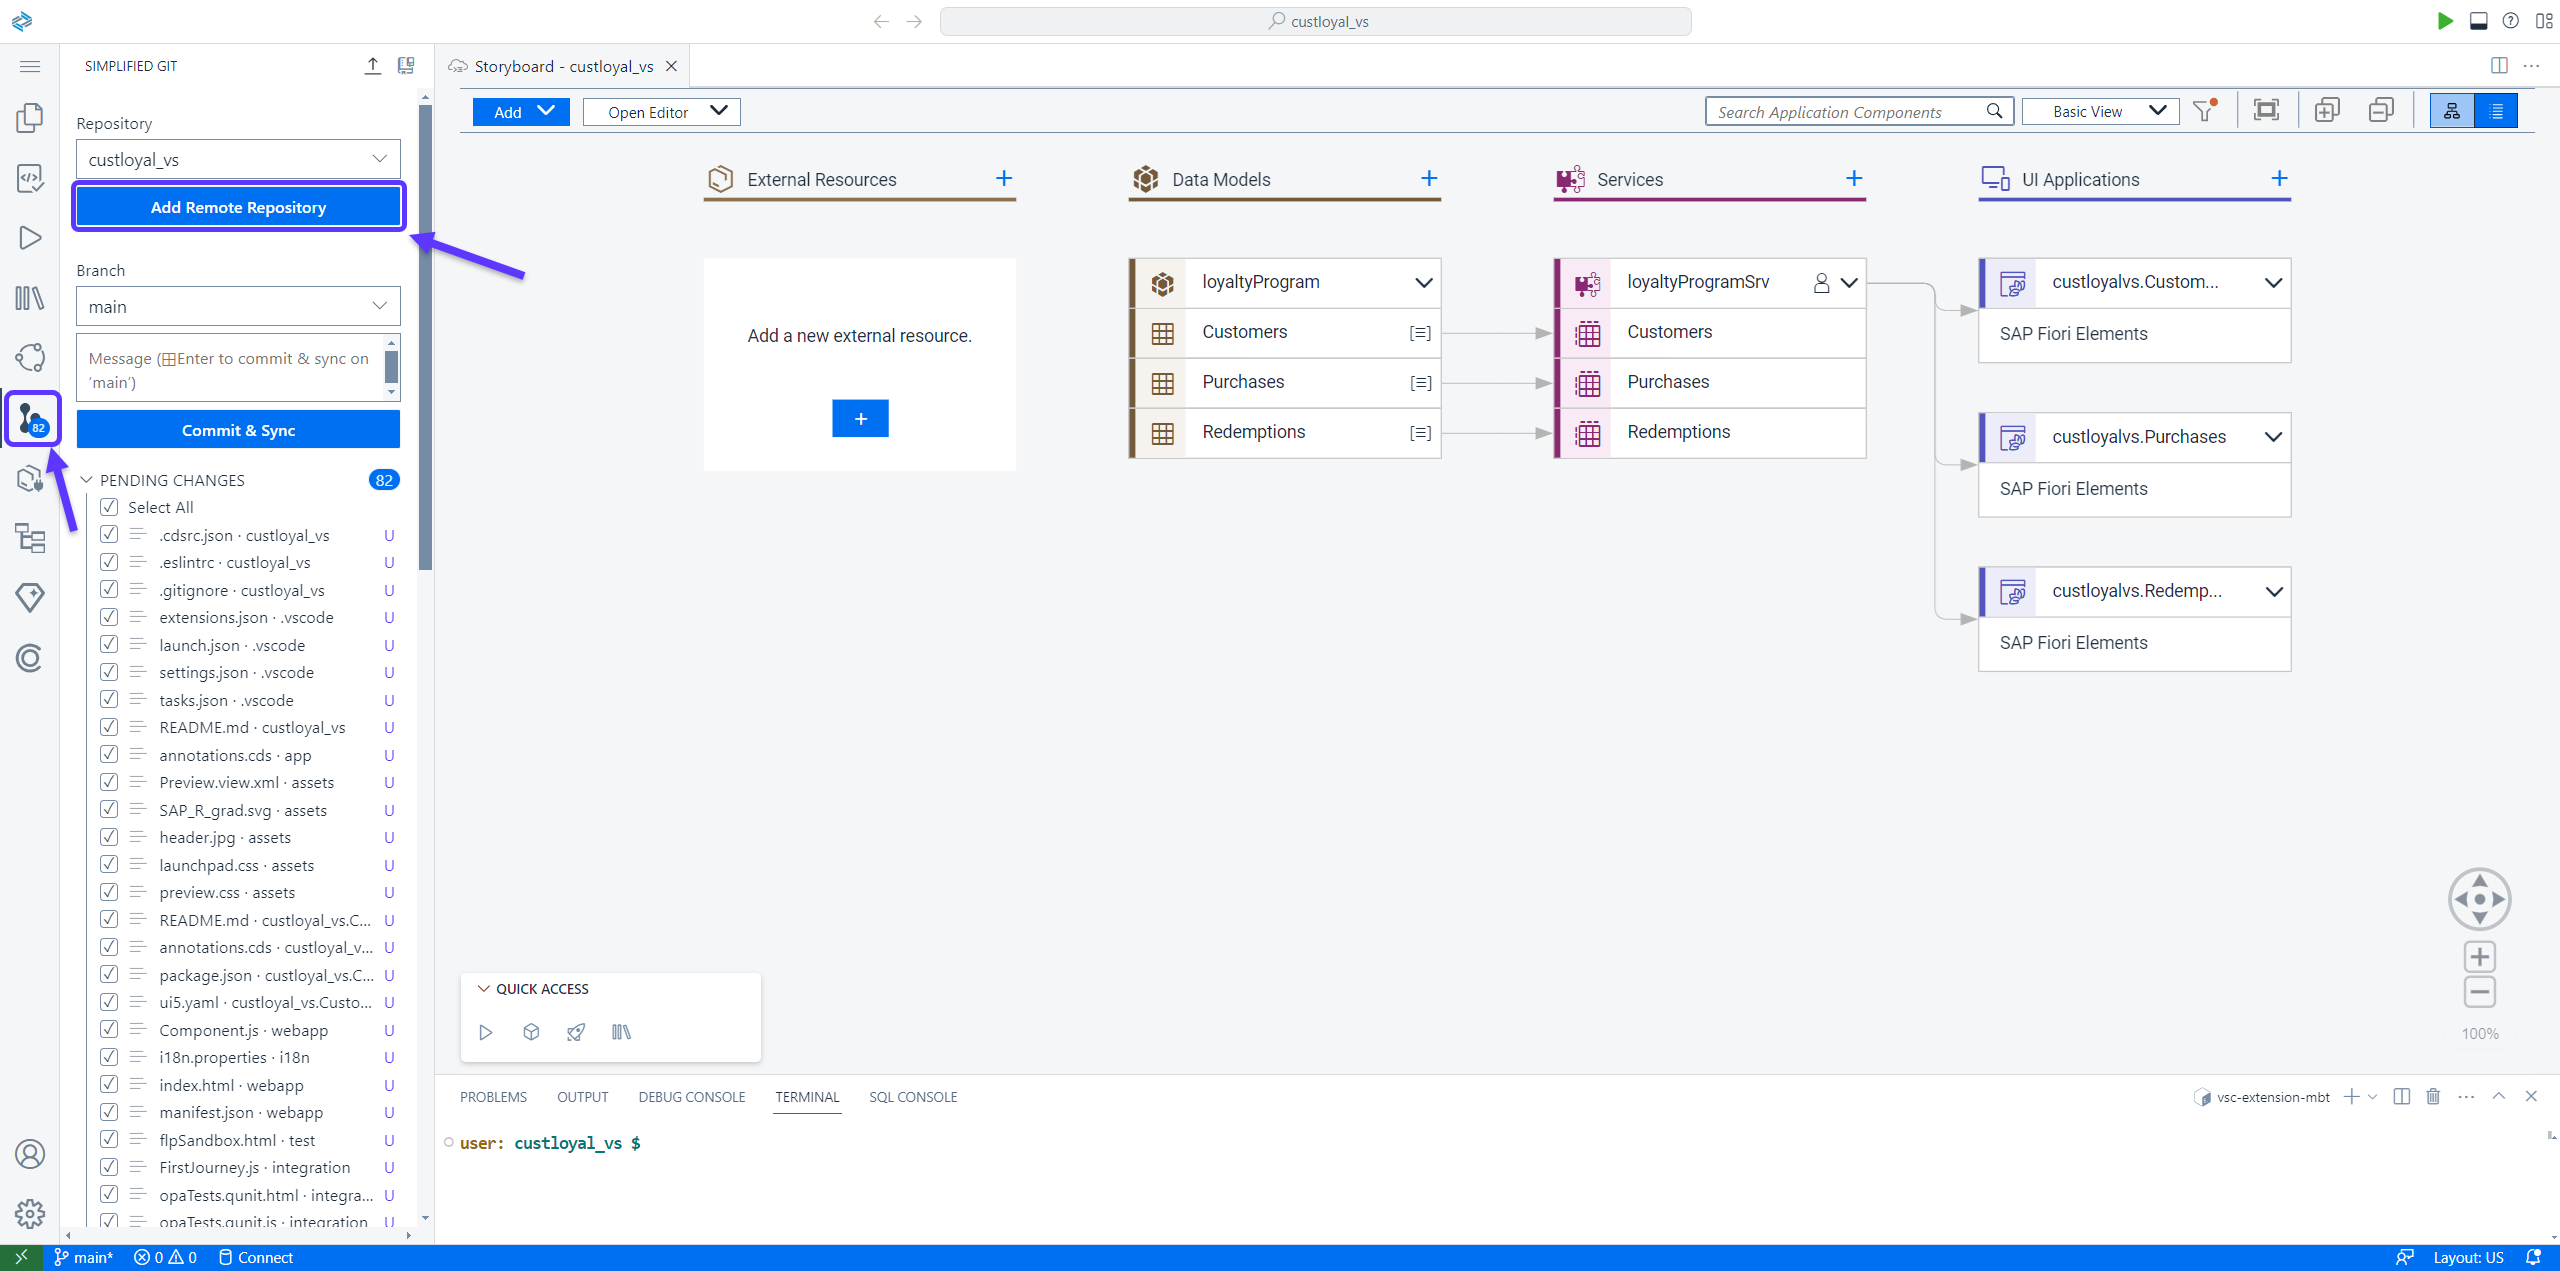 custloyal_vs
SIMPLIFIED GIT
Storyboard - custloyal_vs
Repository
custloyal_vs
Add Remote Repository
Branch
main
Message (⊞Enter to commit & sync on
'main')
Commit & Sync
82
PENDING CHANGES
82
Select All
.cdsrc.json · custloyal_vs U
.eslintrc · custloyal_vs U
.gitignore · custloyal_vs U
extensions.json · .vscode U
launch.json · .vscode U
settings.json · .vscode U
tasks.json · .vscode U
README.md · custloyal_vs U
annotations.cds · app U
Preview.view.xml · assets U
SAP_R_grad.svg · assets U
header.jpg · assets U
launchpad.css · assets U
preview.css · assets U
README.md · custloyal_vs.C... U
annotations.cds · custloyal_v... U
package.json · custloyal_vs.C... U
ui5.yaml · custloyal_vs.Custo... U
Component.js · webapp U
i18n.properties · i18n U
index.html · webapp U
manifest.json · webapp U
flpSandbox.html · test U
FirstJourney.js · integration U
opaTests.qunit.html · integra... U
opaTests.qunit.js · integration U
Add
Open Editor
Search Application Components
Basic View
External Resources
Add a new external resource.
Data Models
loyaltyProgram
Customers
Purchases
Redemptions
Services
loyaltyProgramSrv
Customers
Purchases
Redemptions
UI Applications
custloyalvs.Custom...
SAP Fiori Elements
custloyalvs.Purchases
SAP Fiori Elements
custloyalvs.Redemp...
SAP Fiori Elements
100%
QUICK ACCESS
PROBLEMS OUTPUT DEBUG CONSOLE TERMINAL SQL CONSOLE
vsc-extension-mbt
user: custloyal_vs $
main* 0 0 Connect
Layout: US